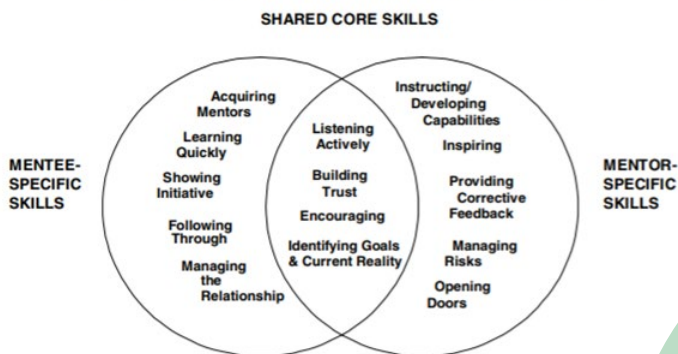 SHARED CORE SKILLS
MENTEE-
SPECIFIC
SKILLS
Acquiring
Mentors
Learning
Quickly
Showing
Initiative
Following
Through
Managing
the
Relationship
Listening
Actively
Building
Trust
Encouraging
Identifying Goals
& Current Reality
Instructing/
Developing
Capabilities
Inspiring
Providing
Corrective
Feedback
Managing
Risks
Opening
Doors
MENTOR-
SPECIFIC
SKILLS